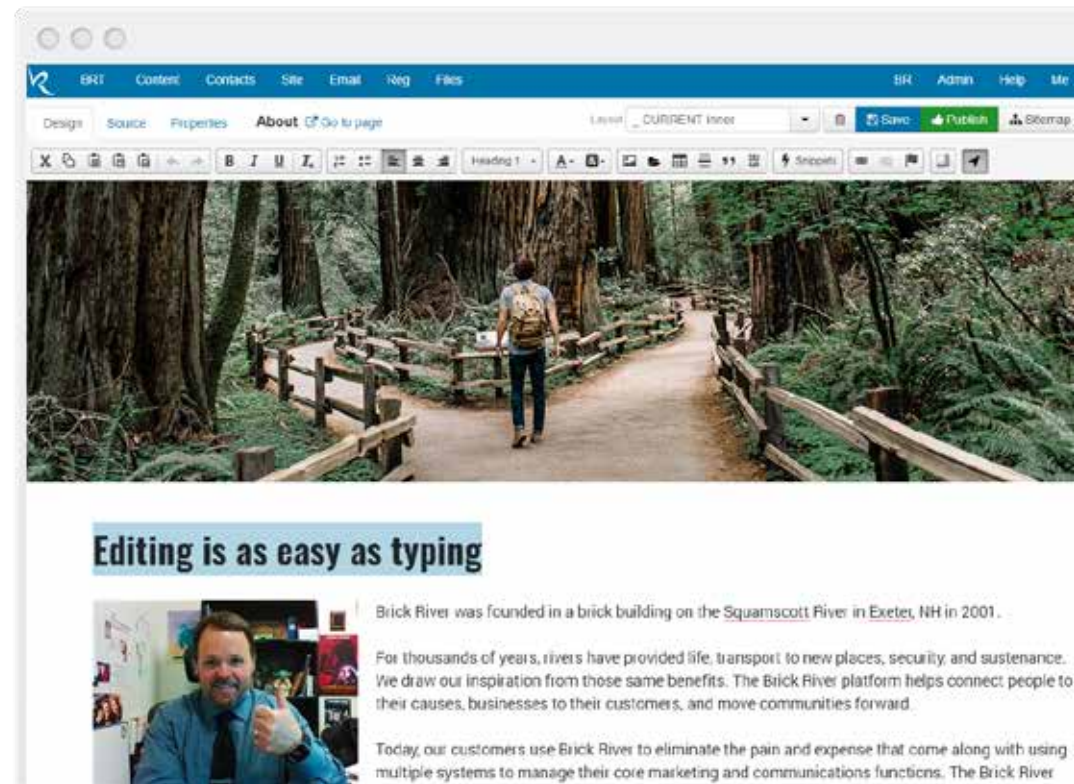 BRT Content Contacts Site Email Reg Files BR Admin Help Me
Design Source Properties About Go to page Layout _ CURRENT Inner Save Publish Sitemap
B I U Heading 1 A Snippets
Editing is as easy as typing
Brick River was founded in a brick building on the Squamscott River in Exeter, NH in 2001.
For thousands of years, rivers have provided life, transport to new places, security, and sustenance.
We draw our inspiration from those same benefits. The Brick River platform helps connect people to
their causes, businesses to their customers, and move communities forward.
Today, our customers use Brick River to eliminate the pain and expense that come along with using
multiple systems to manage their core marketing and communications functions. The Brick River